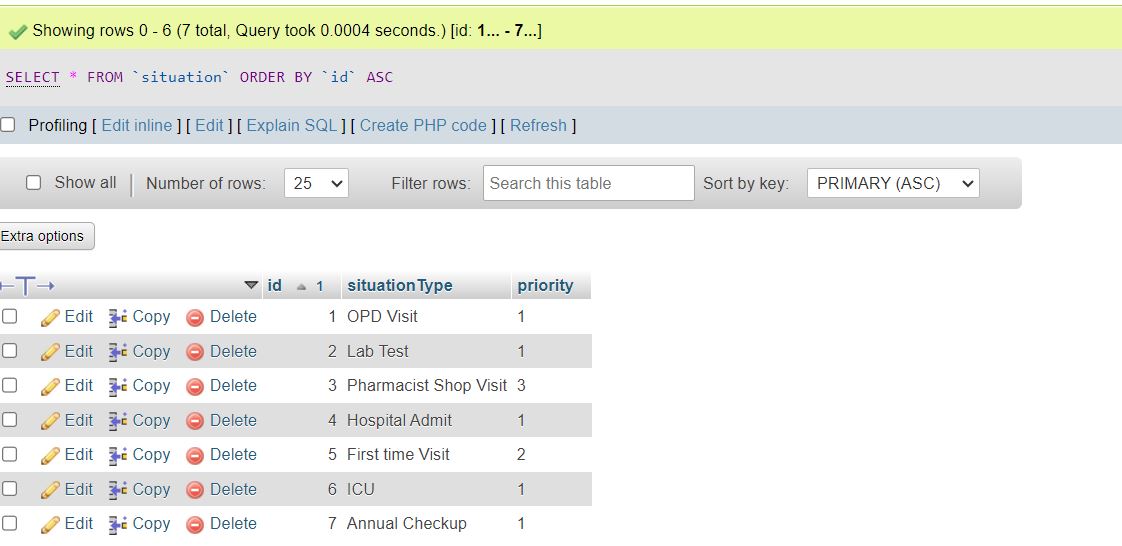 Showing rows 0 - 6 (7 total, Query took 0.0004 seconds.) [id: 1... - 7...]
SELECT * FROM `situation` ORDER BY `id` ASC
Profiling [ Edit inline ] [ Edit ] [ Explain SQL ] [ Create PHP code ] [ Refresh ]
Show all Number of rows: 25 Filter rows: Search this table Sort by key: PRIMARY (ASC)
Extra options
id 1 situationType priority
Edit Copy Delete 1 OPD Visit 1
Edit Copy Delete 2 Lab Test 1
Edit Copy Delete 3 Pharmacist Shop Visit 3
Edit Copy Delete 4 Hospital Admit 1
Edit Copy Delete 5 First time Visit 2
Edit Copy Delete 6 ICU 1
Edit Copy Delete 7 Annual Checkup 1